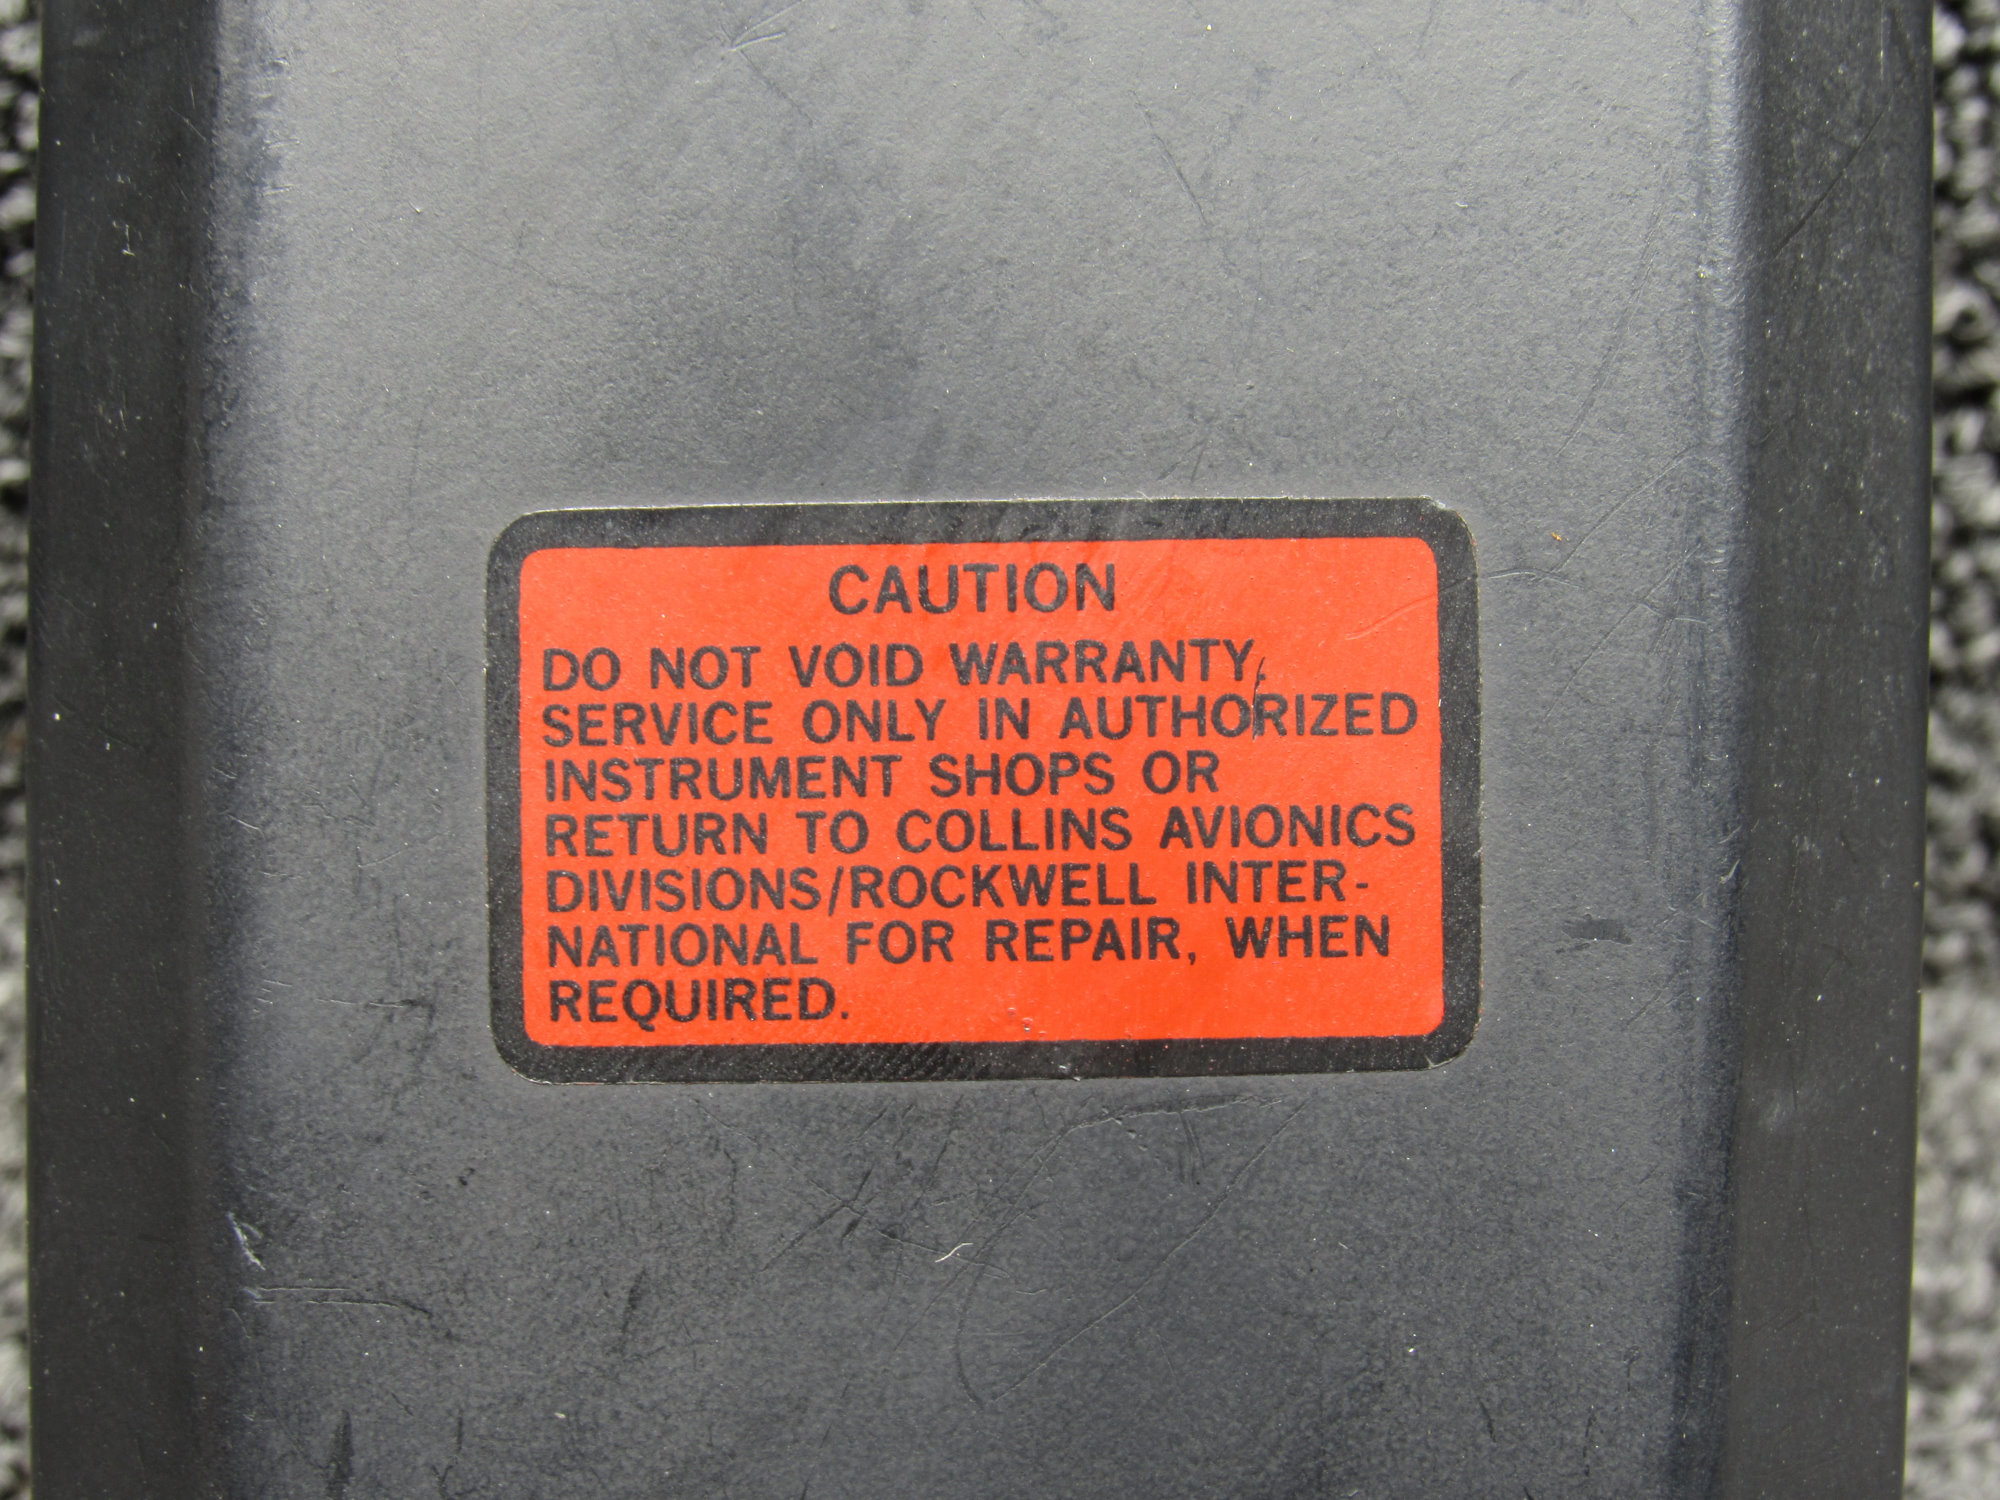 CAUTION
DO NOT VOID WARRANTY.
SERVICE ONLY IN AUTHORIZED
INSTRUMENT SHOPS OR
RETURN TO COLLINS AVIONICS
DIVISIONS/ROCKWELL INTER-
NATIONAL FOR REPAIR, WHEN
REQUIRED.